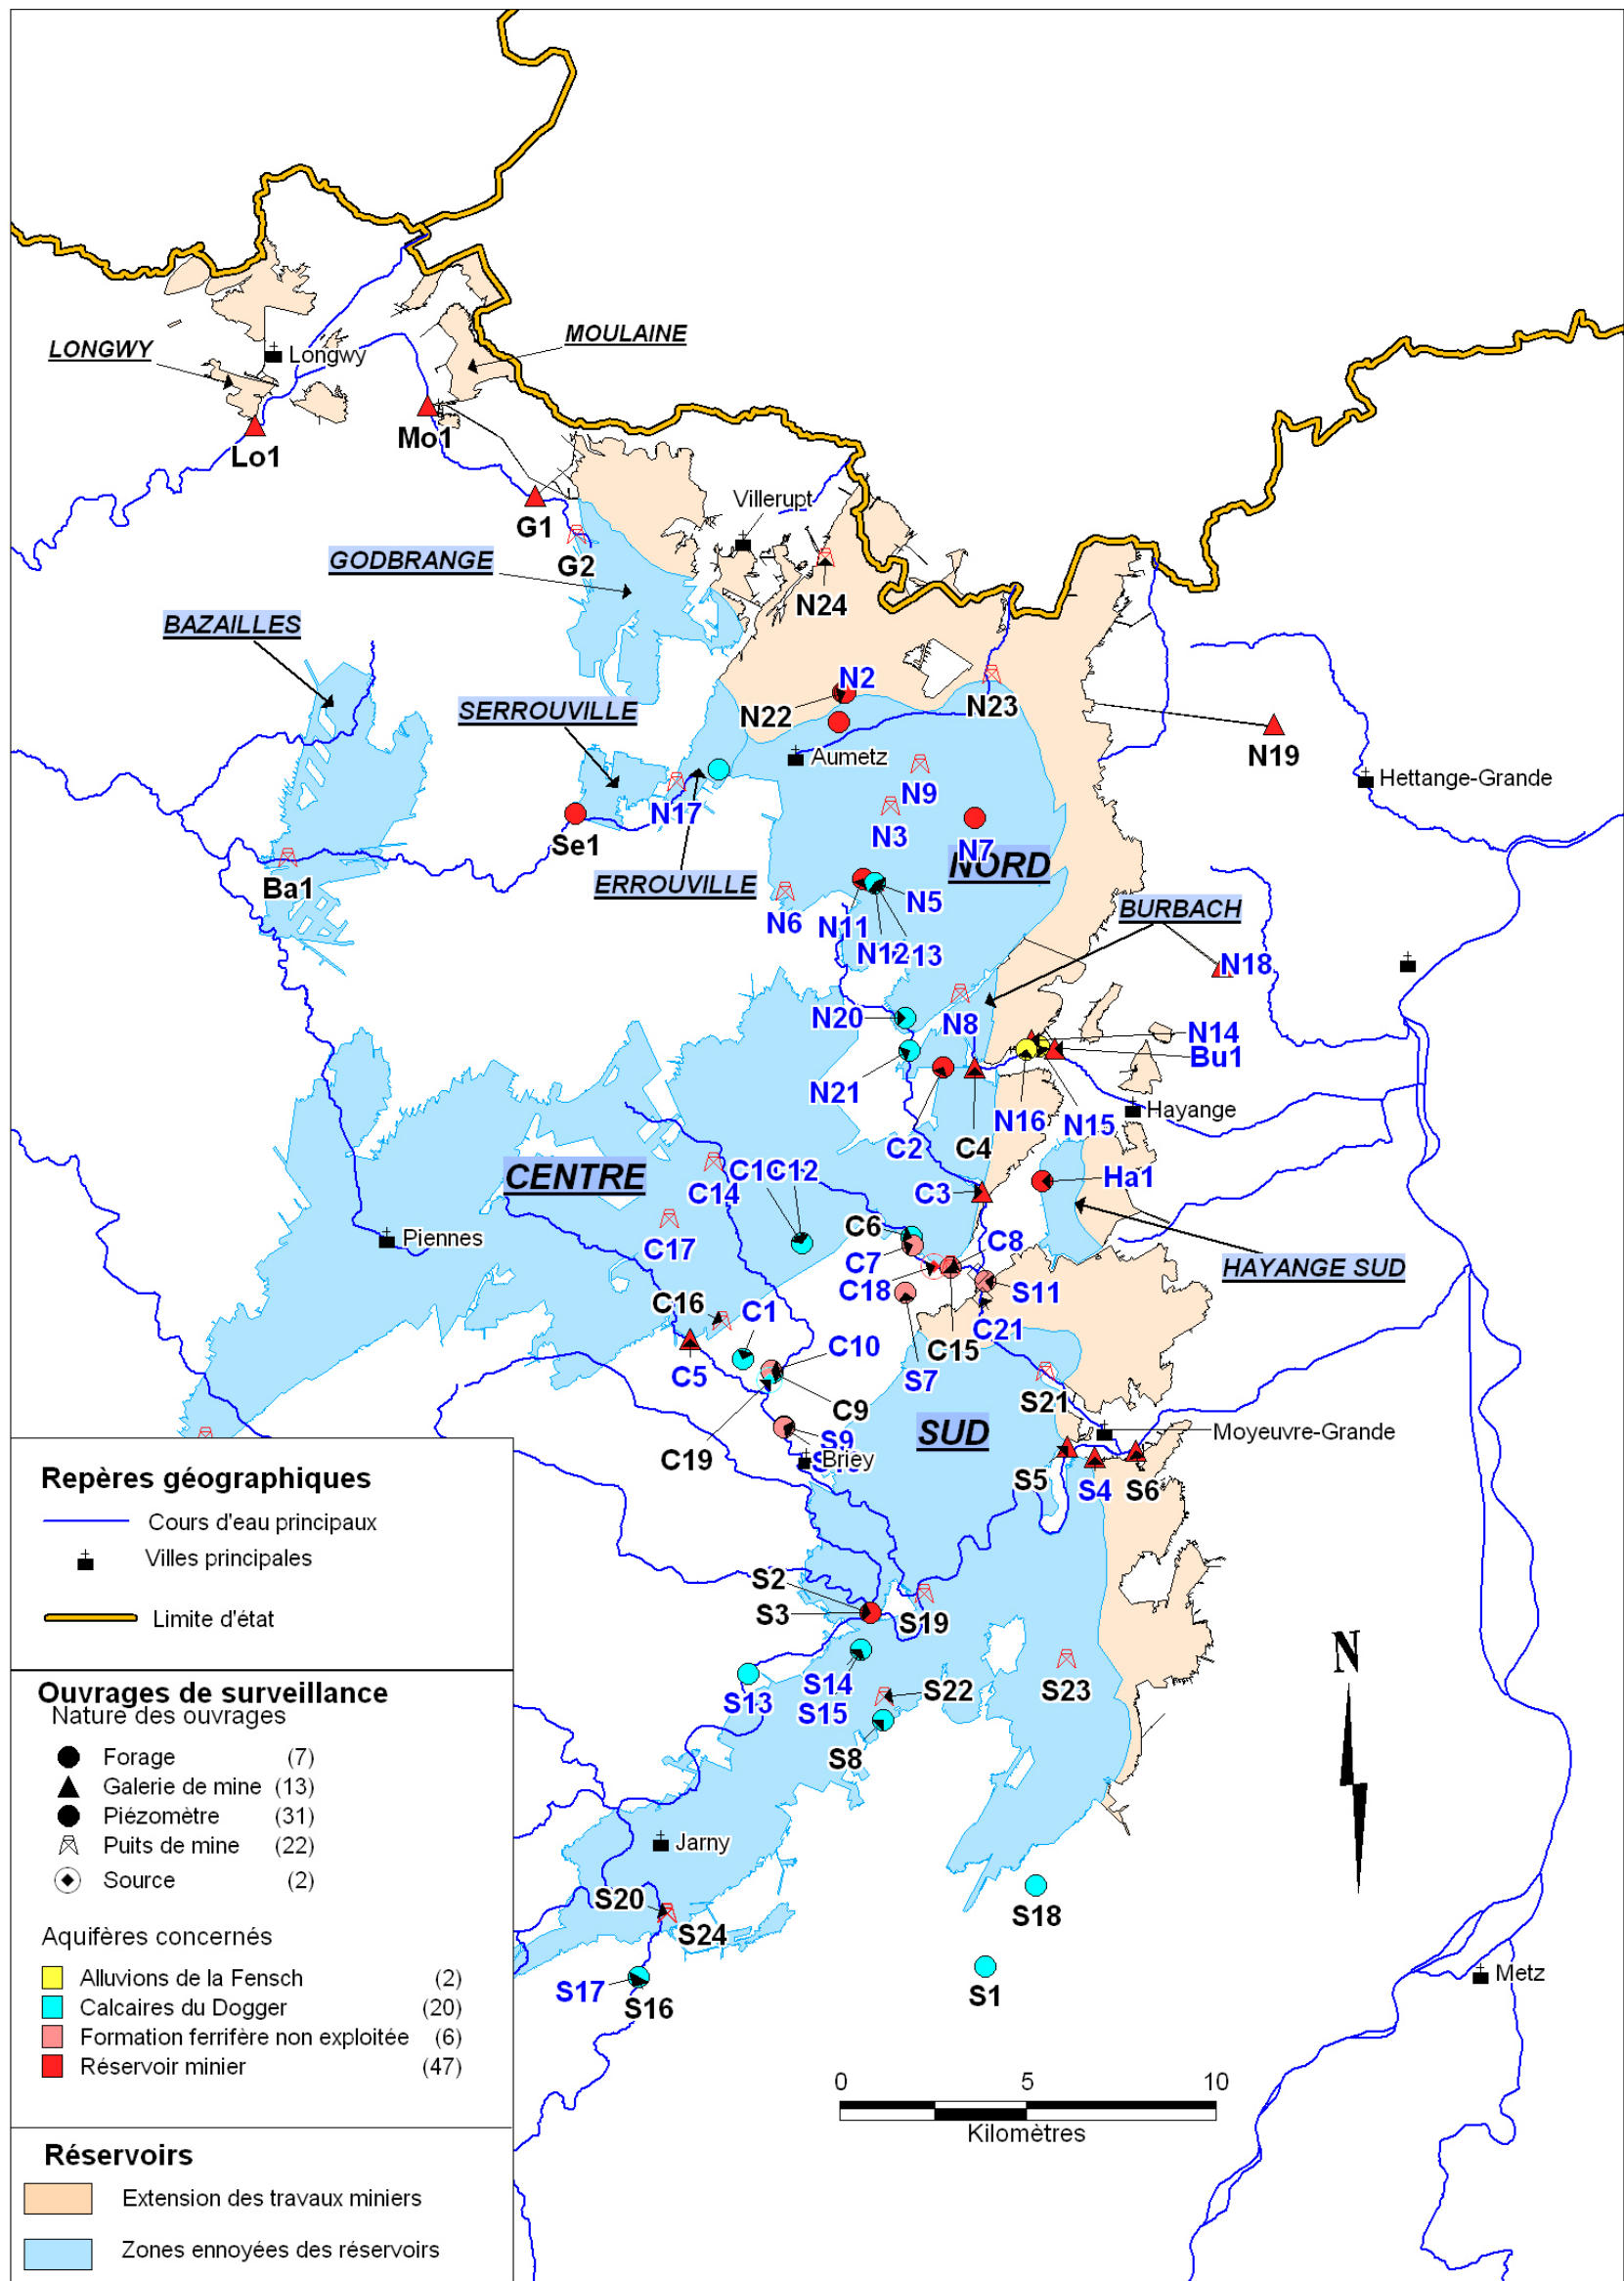 MOULAINE
LONGWY
Longwy
Mo1
Lo1
Villerupt
G1
G2
GODBRANGE
N24
BAZAILLES
N2
SERROUVILLE
N22
N23
N19
Aumetz
Hettange-Grande
N9
N17
N3
Se1
N7
NORD
Ba1
ERROUVILLE
N5
BURBACH
N6
N11
N12
13
N18
N20
N8
N14
Bu1
N21
N16
N15
Hayange
C2
C4
CENTRE
C1
C12
C14
C3
Ha1
C6
Piennes
C17
C7
C8
HAYANGE SUD
C18
S11
C16
C1
C21
C15
C10
C5
S7
S21
C9
SUD
Moyeuvre-Grande
S9
Briey
C19
S5
S4
S6
S2
S3
S19
S14
S13
S15
S22
S23
S8
N
Jarny
S20
S24
S18
S17
S16
S1
Metz
0 5 10
Kilomètres
Repères géographiques
Cours d'eau principaux
Villes principales
Limite d'état
Ouvrages de surveillance
Nature des ouvrages
Forage (7)
Galerie de mine (13)
Piézomètre (31)
Puits de mine (22)
Source (2)
Aquifères concernés
Alluvions de la Fensch (2)
Calcaires du Dogger (20)
Formation ferrifère non exploitée (6)
Réservoir minier (47)
Réservoirs
Extension des travaux miniers
Zones ennoyées des réservoirs